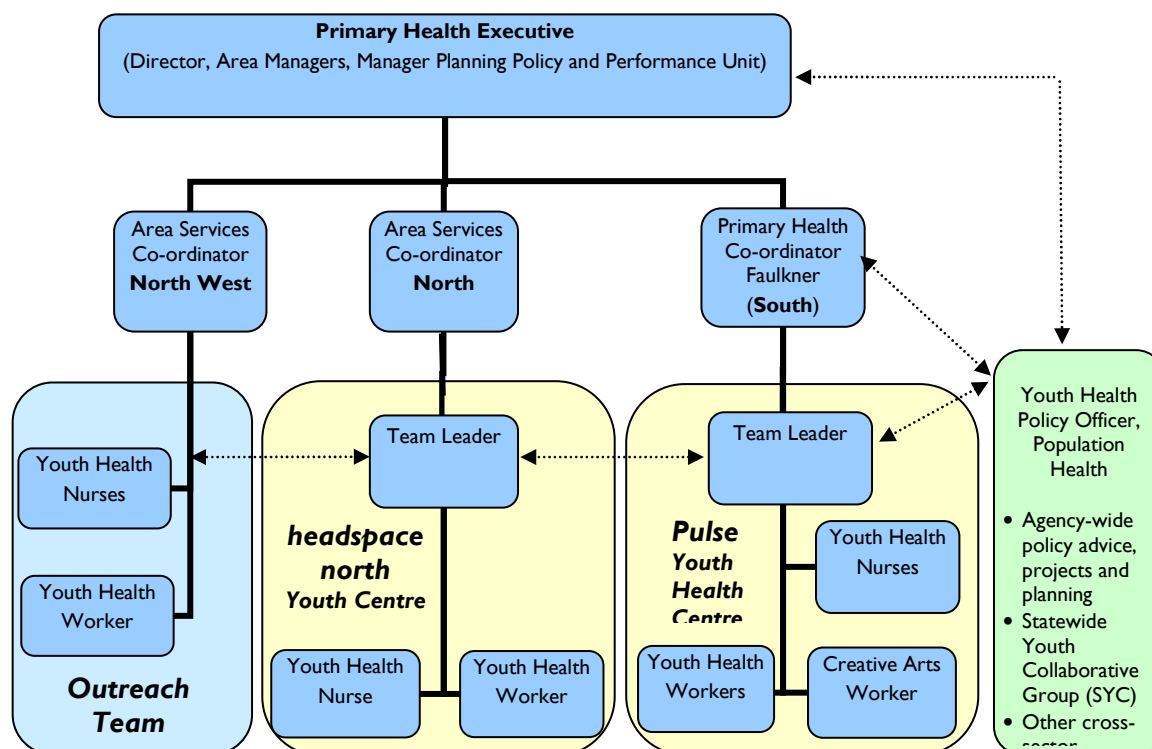 Primary Health Executive
(Director, Area Managers, Manager Planning Policy and Performance Unit)
Area Services
Co-ordinator
North West
Area Services
Co-ordinator
North
Primary Health
Co-ordinator
Faulkner
(South)
Youth Health
Nurses
Youth Health
Worker
Outreach
Team
Team Leader
headspace
north
Youth Centre
Youth Health
Nurse
Youth Health
Worker
Team Leader
Pulse
Youth
Health
Centre
Youth Health
Nurses
Youth Health
Workers
Creative Arts
Worker
Youth Health
Policy Officer,
Population
Health
• Agency-wide
policy advice,
projects and
planning
• Statewide
Youth
Collaborative
Group (SYC)
• Other cross-
sector